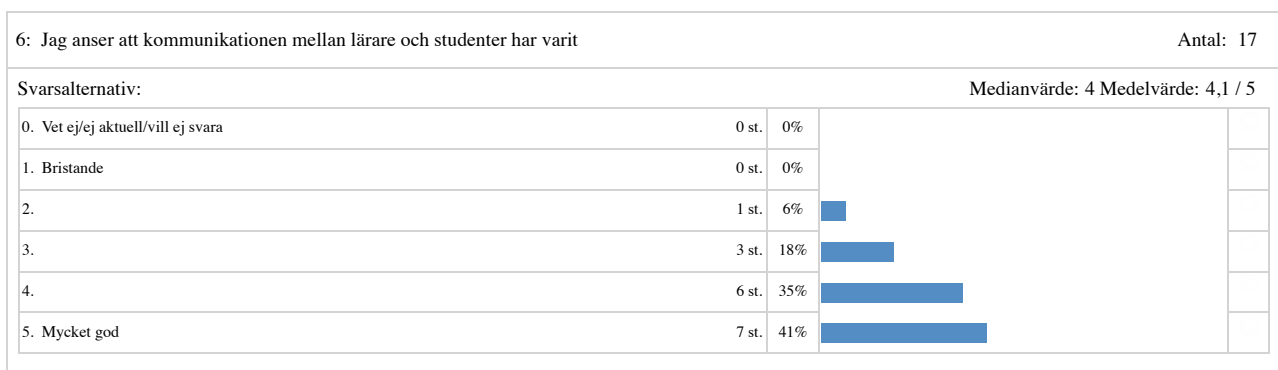 6: Jag anser att kommunikationen mellan lärare och studenter har varit Antal: 17
Svarsalternativ: Medianvärde: 4 Medelvärde: 4,1 / 5
0. Vet ej/ej aktuell/vill ej svara 0 st. 0%
1. Bristande 0 st. 0%
2. 1 st. 6%
3. 3 st. 18%
4. 6 st. 35%
5. Mycket god 7 st. 41%